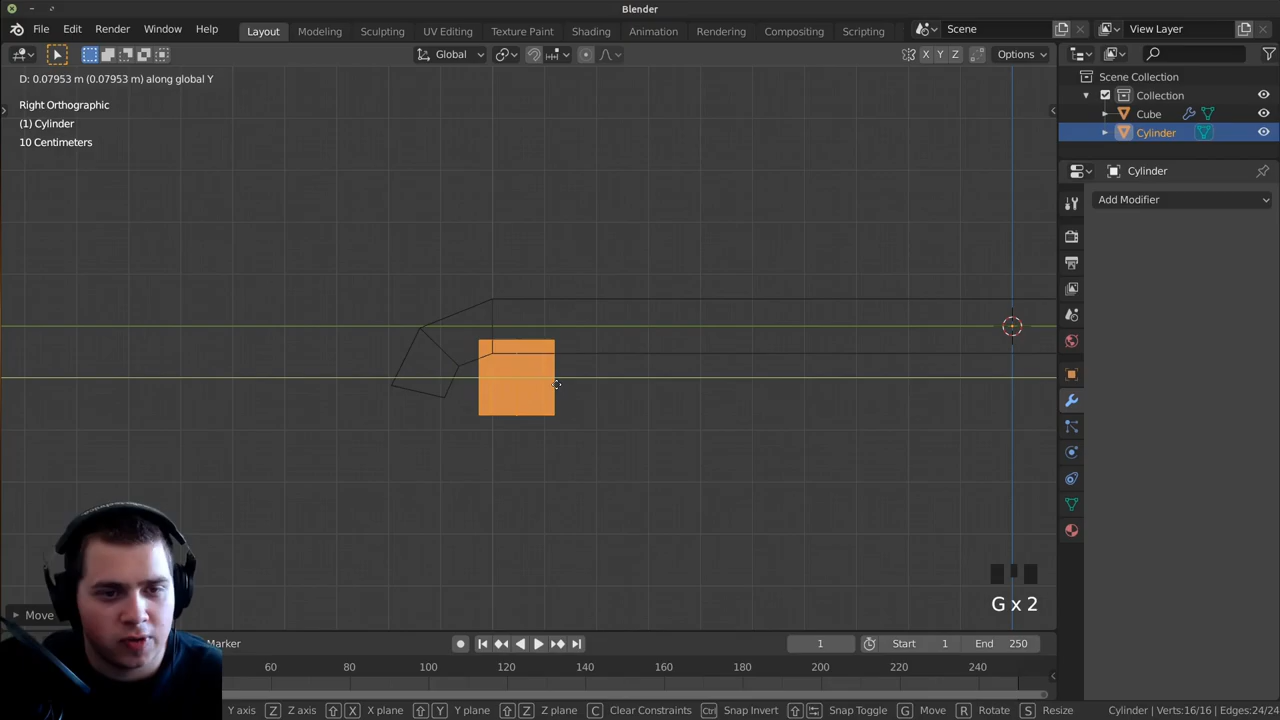 Blender
File Edit Render Window Help
Layout Modeling Sculpting UV Editing Texture Paint Shading Animation Rendering Compositing Scripting
Scene View Layer
Global X Y Z Options
D: 0.07953 m (0.07953 m) along global Y
Right Orthographic
(1) Cylinder
10 Centimeters
Scene Collection
Collection
Cube
Cylinder
Cylinder
Add Modifier
G x 2
Move
Marker 1 Start 1 End 250
60 80 100 120 140 160 180 200 220 240
Y axis Z Z axis X X plane Y Y plane Z Z plane C Clear Constraints Ctrl Snap Invert Snap Toggle G Move R Rotate S Resize Cylinder | Verts:16/16 | Edges:24/24